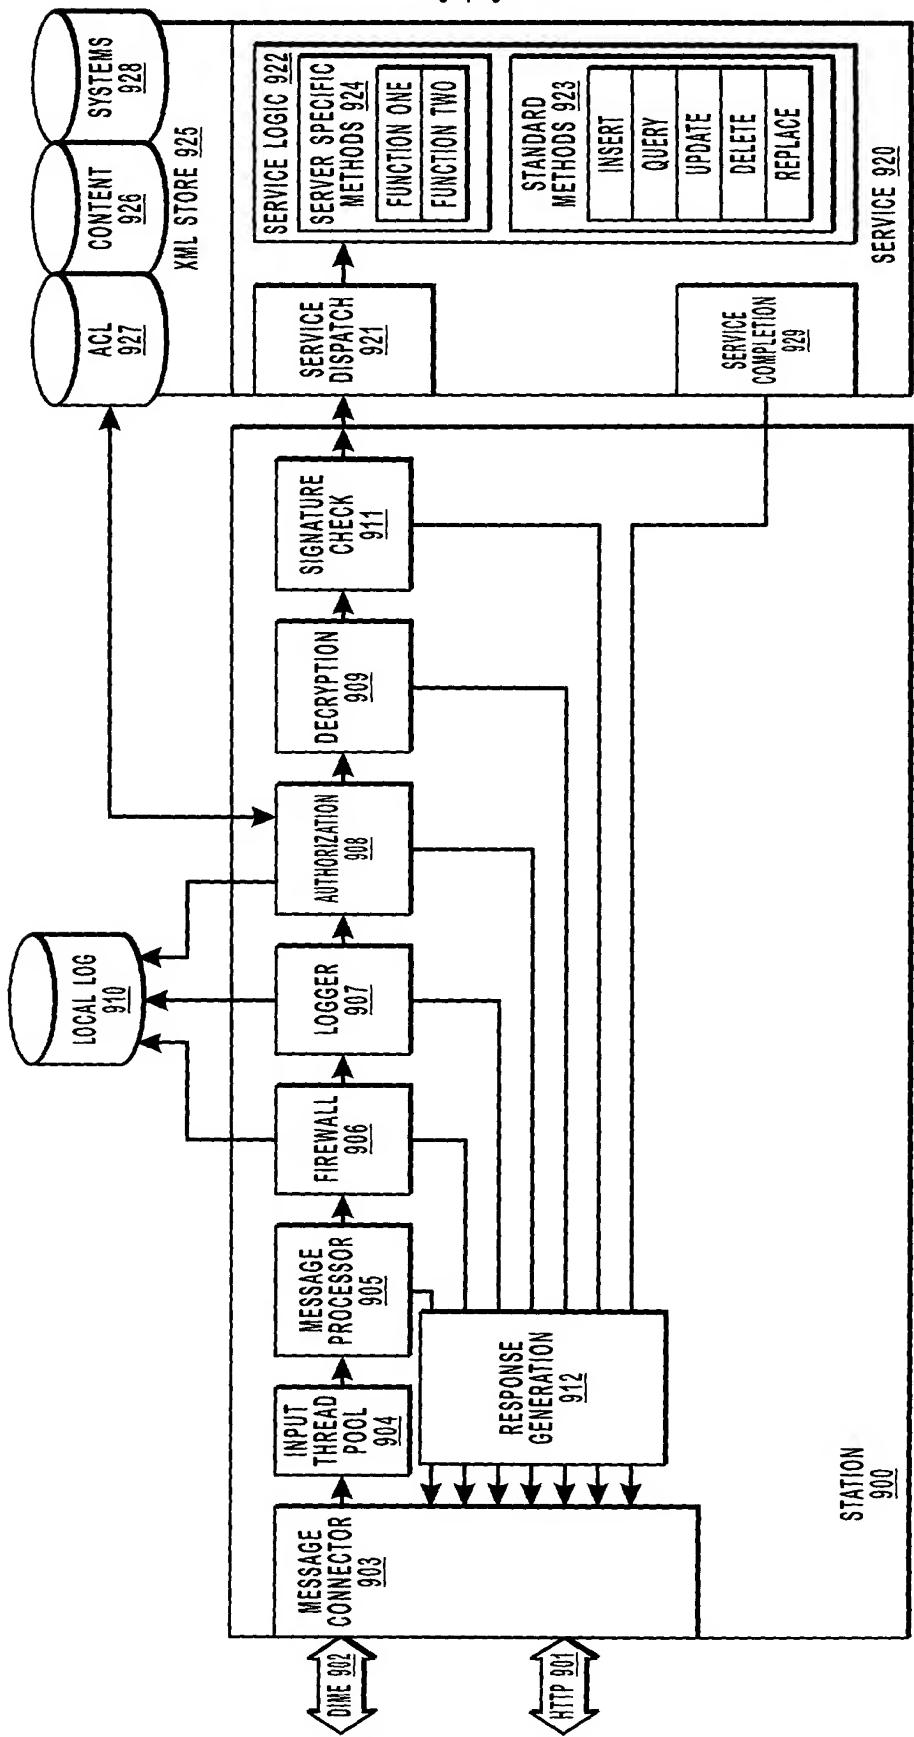 LOCAL LOG
910
ACL
927
CONTENT
926
SYSTEMS
928
XML STORE 925
DIME 902
HTTP 901
MESSAGE
CONNECTOR
903
INPUT
THREAD
POOL
904
MESSAGE
PROCESSOR
905
FIREWALL
906
LOGGER
907
AUTHORIZATION
908
DECRYPTION
909
SIGNATURE
CHECK
911
RESPONSE
GENERATION
912
STATION
900
SERVICE
DISPATCH
921
SERVICE LOGIC 922
SERVER SPECIFIC
METHODS 924
FUNCTION ONE
FUNCTION TWO
STANDARD
METHODS 923
INSERT
QUERY
UPDATE
DELETE
REPLACE
SERVICE
COMPLETION
929
SERVICE 920